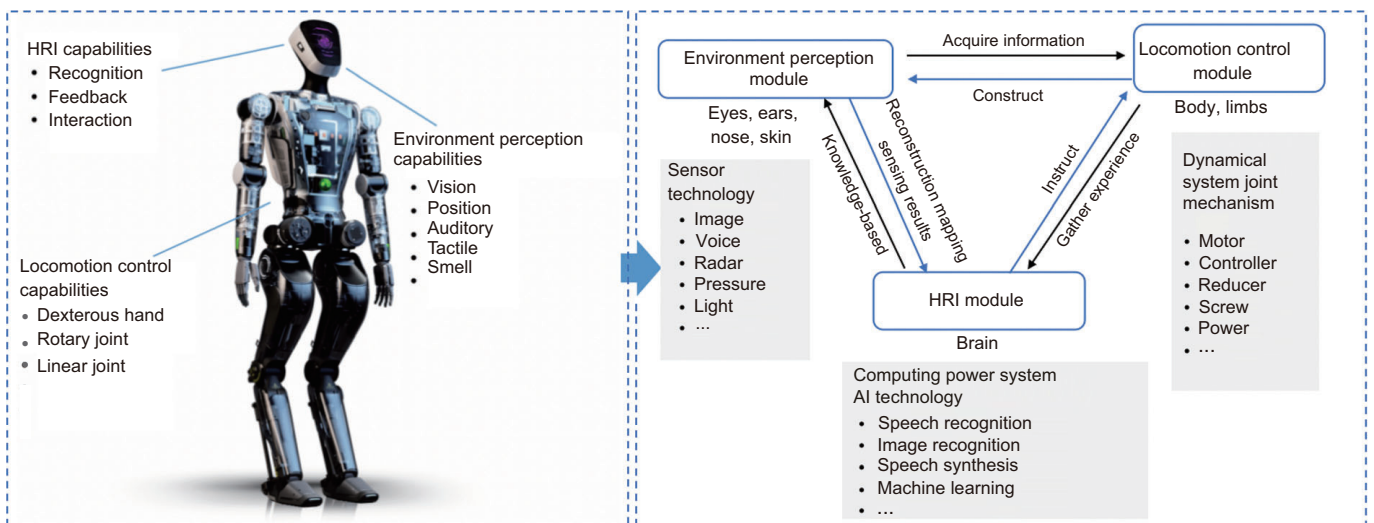 HRI capabilities
• Recognition
• Feedback
• Interaction
Environment perception
capabilities
• Vision
• Position
• Auditory
• Tactile
• Smell
•
Locomotion control
capabilities
• Dexterous hand
• Rotary joint
• Linear joint
Environment perception
module
Eyes, ears,
nose, skin
Acquire information
Construct
Locomotion control
module
Body, limbs
Knowledge-based
Reconstruction mapping
sensing results
Instruct
Gather experience
HRI module
Brain
Sensor
technology
• Image
• Voice
• Radar
• Pressure
• Light
• ...
Dynamical
system joint
mechanism
• Motor
• Controller
• Reducer
• Screw
• Power
• ...
Computing power system
AI technology
• Speech recognition
• Image recognition
• Speech synthesis
• Machine learning
• ...